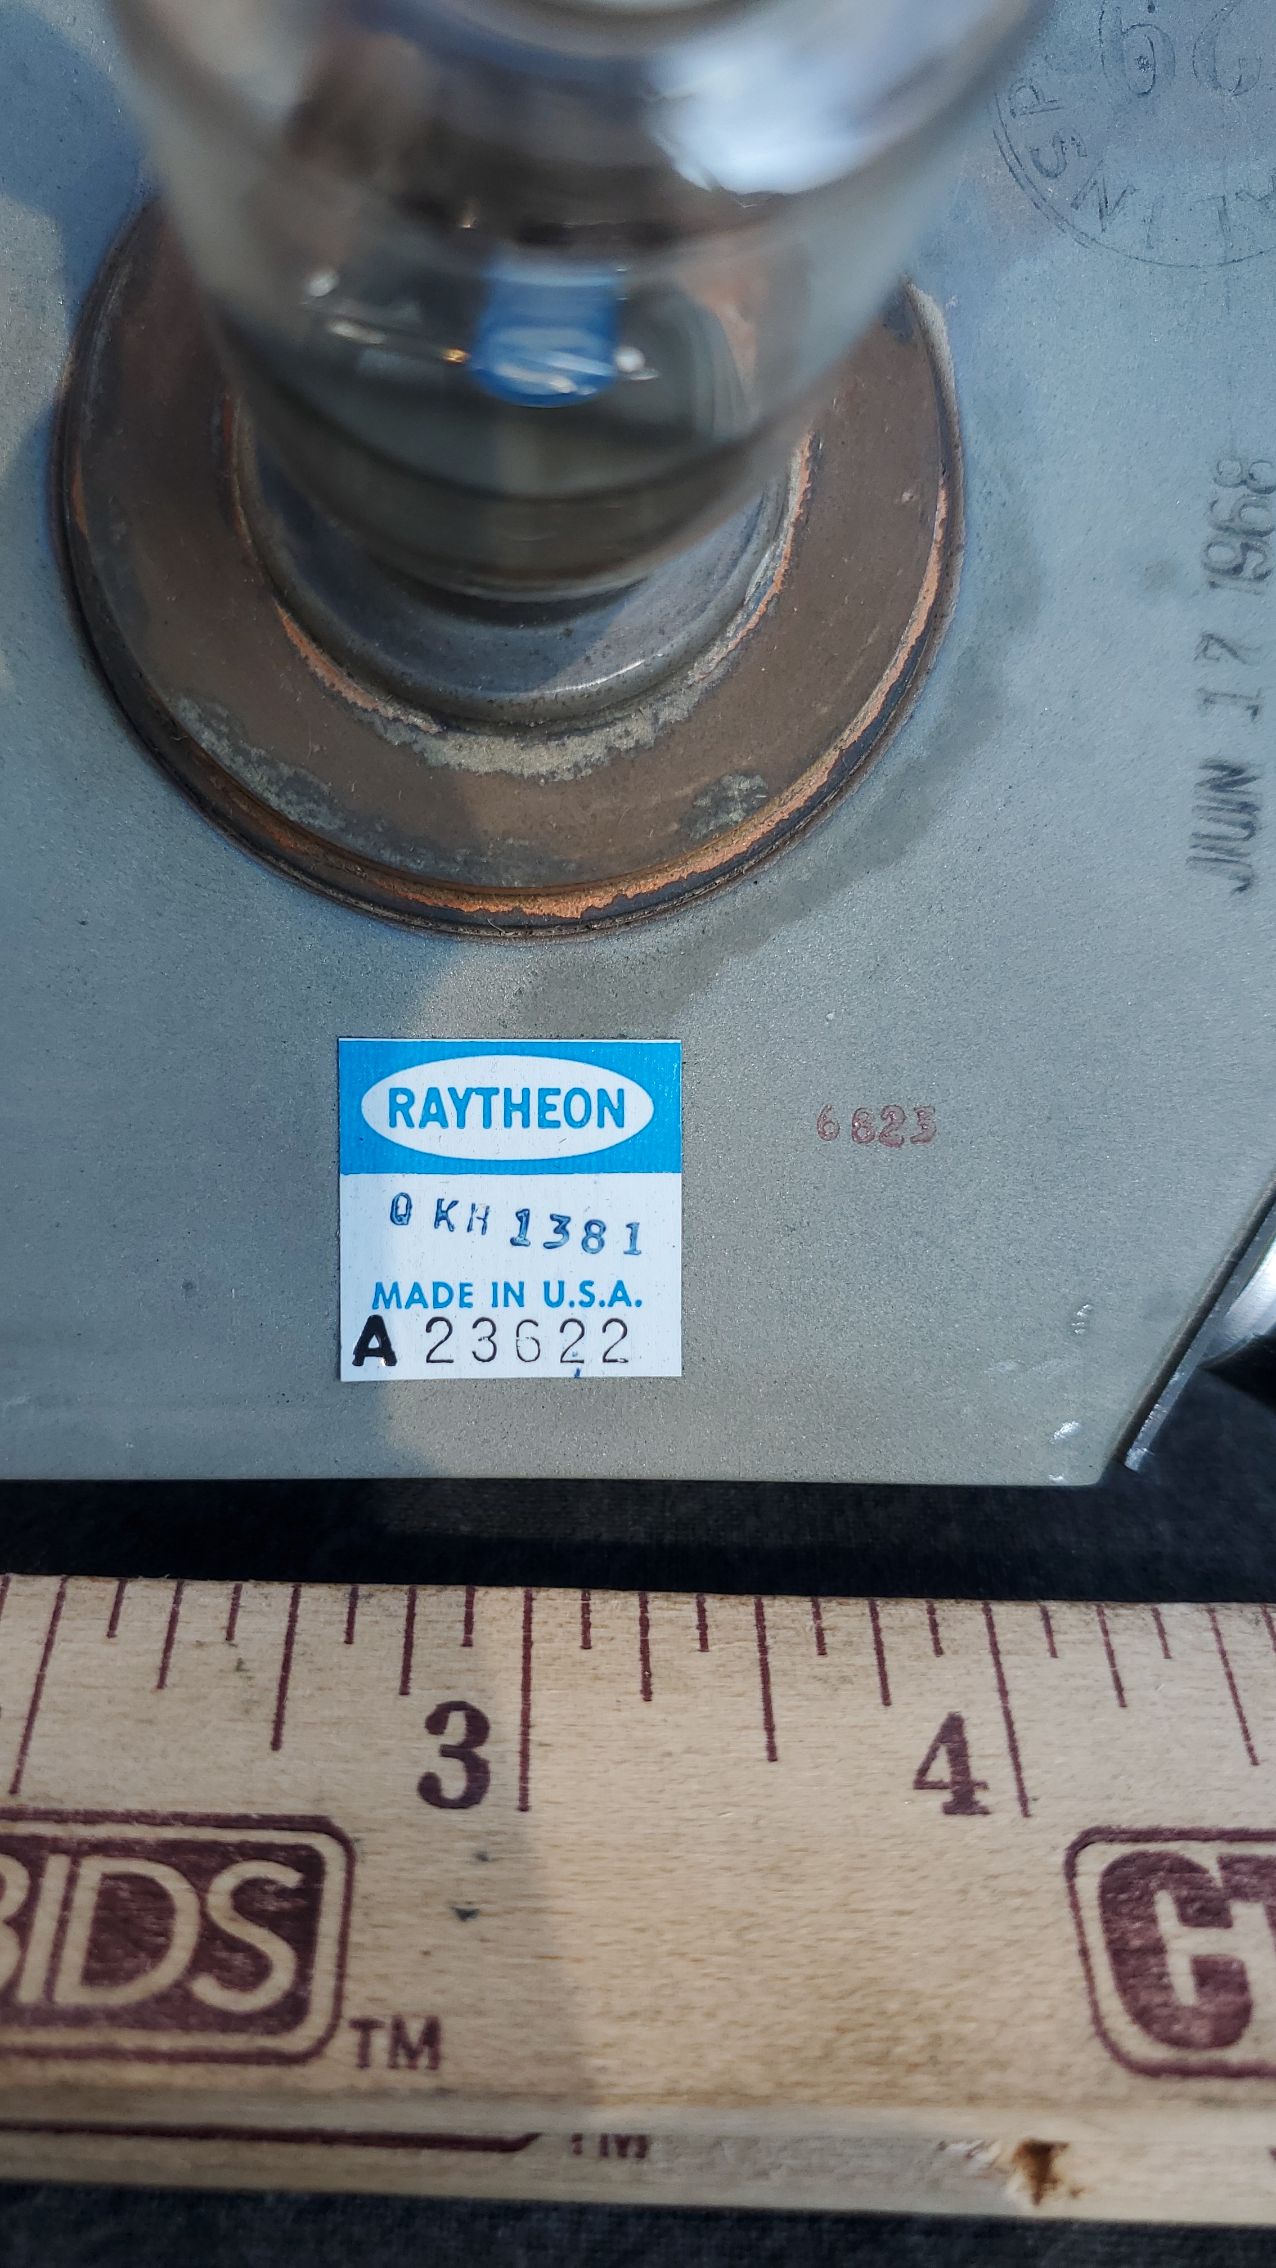 JUN 17 1968
RAYTHEON
QKH 1381
MADE IN U.S.A.
A 23622
6823
3
4
BIDS
TM